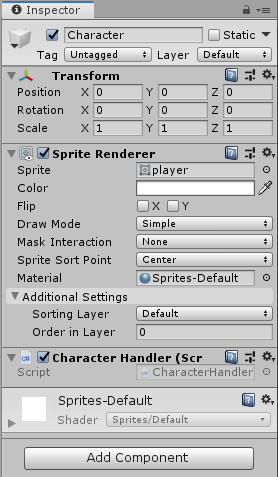 Inspector
Character
Static
Tag Untagged Layer Default
Transform
Position X 0 Y 0 Z 0
Rotation X 0 Y 0 Z 0
Scale X 1 Y 1 Z 1
Sprite Renderer
Sprite player
Color
Flip X Y
Draw Mode Simple
Mask Interaction None
Sprite Sort Point Center
Material Sprites-Default
Additional Settings
Sorting Layer Default
Order in Layer 0
Character Handler (Scr
Script CharacterHandler
Sprites-Default
Shader Sprites/Default
Add Component